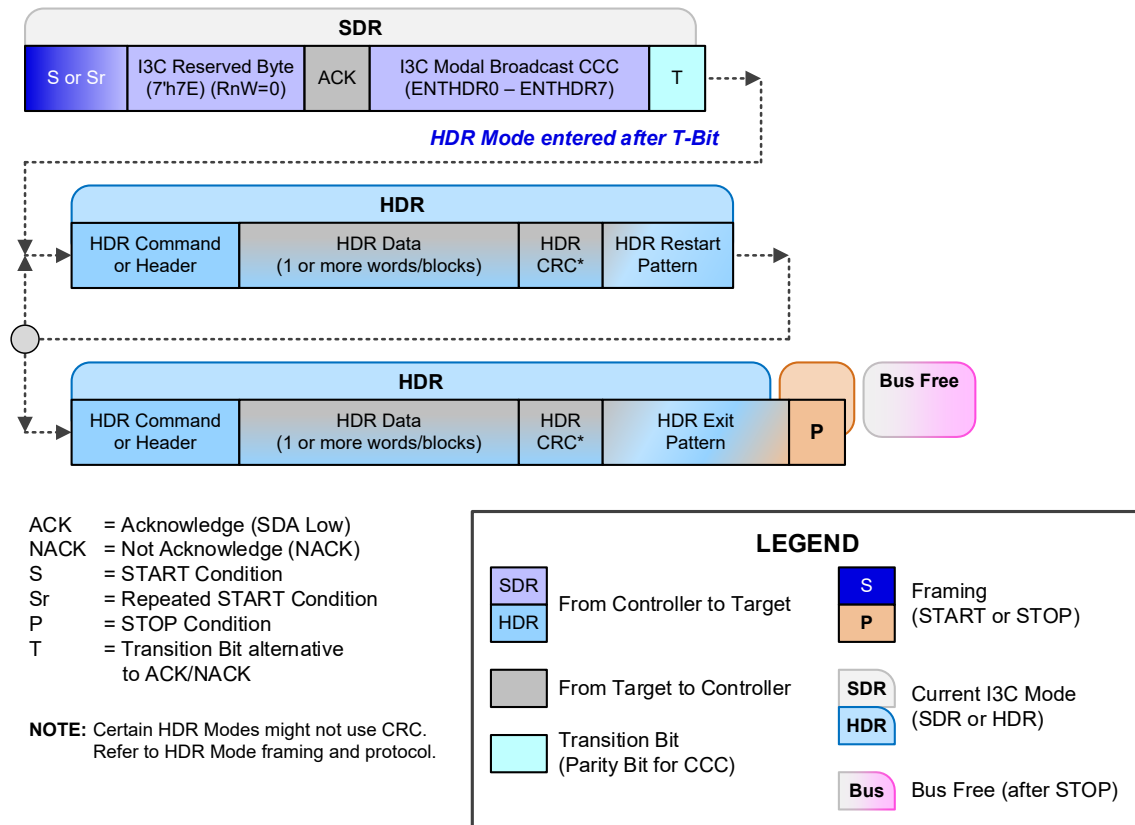 SDR
S or Sr
I3C Reserved Byte
(7'h7E) (RnW=0)
ACK
I3C Modal Broadcast CCC
(ENTHDR0 – ENTHDR7)
T
HDR Mode entered after T-Bit
HDR
HDR Command
or Header
HDR Data
(1 or more words/blocks)
HDR
CRC*
HDR Restart
Pattern
HDR
Bus Free
HDR Command
or Header
HDR Data
(1 or more words/blocks)
HDR
CRC*
HDR Exit
Pattern
P
ACK = Acknowledge (SDA Low)
NACK = Not Acknowledge (NACK)
S = START Condition
Sr = Repeated START Condition
P = STOP Condition
T = Transition Bit alternative
to ACK/NACK
NOTE: Certain HDR Modes might not use CRC.
Refer to HDR Mode framing and protocol.
LEGEND
SDR
HDR
From Controller to Target
From Target to Controller
Transition Bit
(Parity Bit for CCC)
S
P
Framing
(START or STOP)
SDR
HDR
Current I3C Mode
(SDR or HDR)
Bus
Bus Free (after STOP)